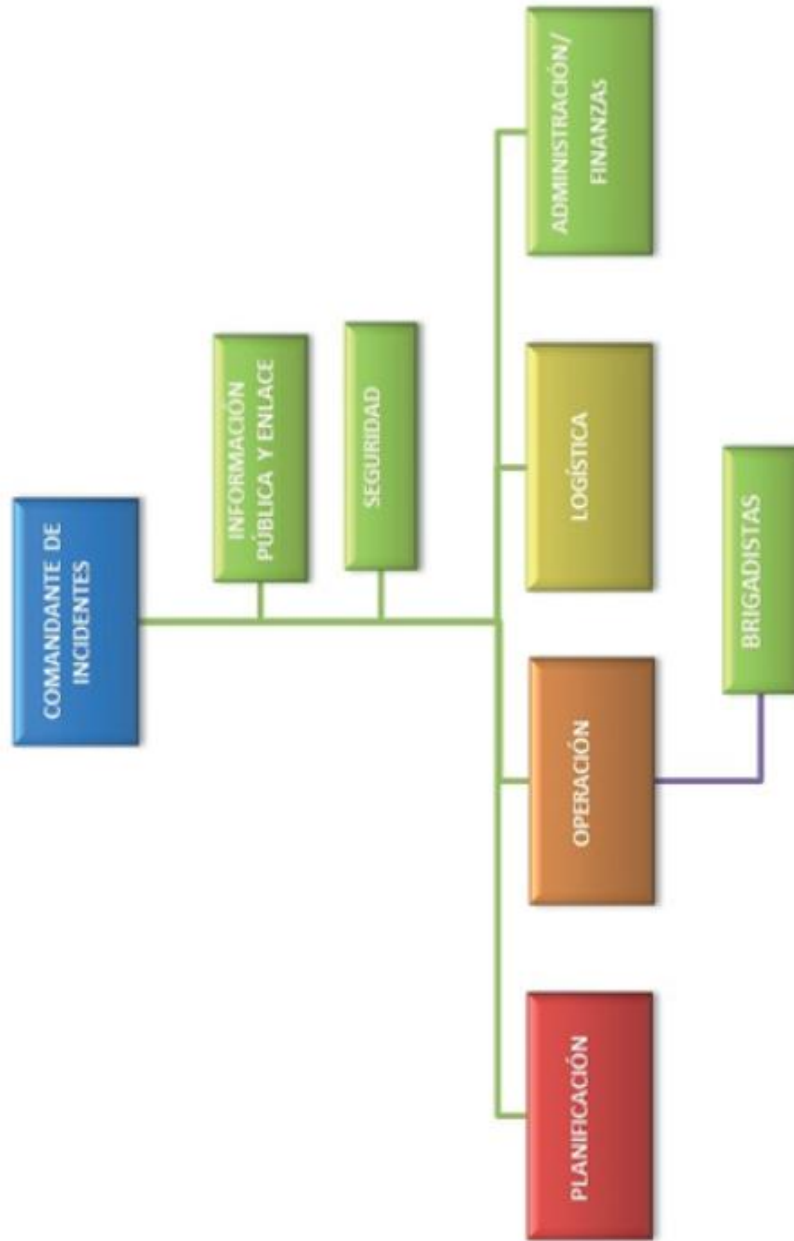 COMANDANTE DE
INCIDENTES
INFORMACIÓN
PÚBLICA Y ENLACE
SEGURIDAD
PLANIFICACIÓN
OPERACIÓN
LOGÍSTICA
ADMINISTRACIÓN/
FINANZAs
BRIGADISTAS